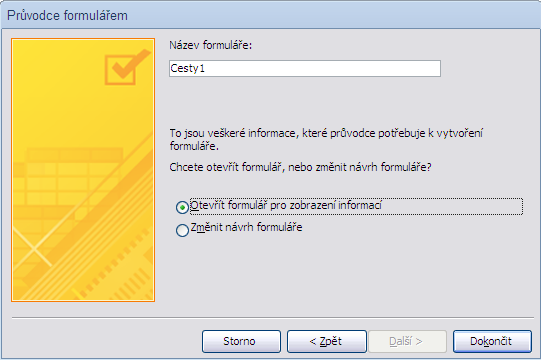 Průvodce formulářem
Název formuláře:
Cesty1
To jsou veškeré informace, které průvodce potřebuje k vytvoření
formuláře.
Chcete otevřít formulář, nebo změnit návrh formuláře?
Otevřít formulář pro zobrazení informací
Změnit návrh formuláře
Storno
< Zpět
Další >
Dokončit